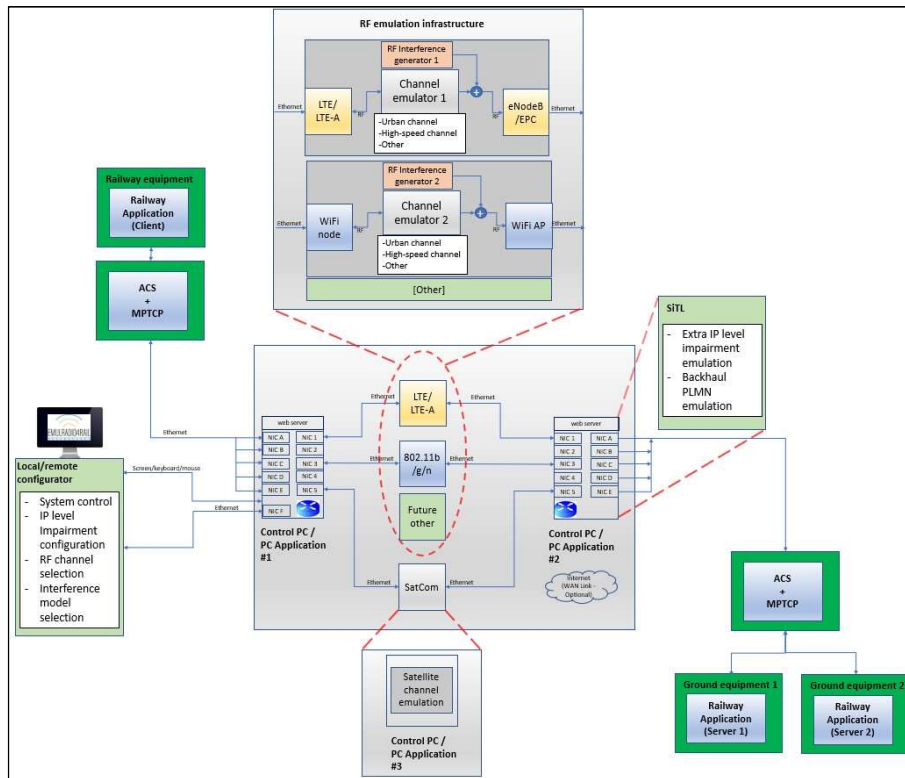 RF emulation infrastructure
RF Interference
generator 1
Channel
emulator 1
Ethernet
LTE/
LTE-A
RF
-Urban channel
-High-speed channel
-Other
RF
eNodeB
/EPC
Ethernet
RF Interference
generator 2
Channel
emulator 2
Ethernet
WiFi
node
RF
-Urban channel
-High-speed channel
-Other
RF
WiFi AP
Ethernet
[Other]
Railway equipment
Railway
Application
(Client)
ACS
+
MPTCP
Ethernet
SiTL
- Extra IP level
impairment
emulation
- Backhaul
PLMN
emulation
EMULRADIO4RAIL
Local/remote
configurator
- System control
- IP level
Impairment
configuration
- RF channel
selection
- Interference
model
selection
Screen/keyboard/mouse
Ethernet
web server
NIC A
NIC 1
NIC B
NIC 2
NIC C
NIC 3
NIC D
NIC 4
NIC E
NIC 5
NIC F
Control PC /
PC Application
#1
Ethernet
LTE/
LTE-A
Ethernet
Ethernet
802.11b
/g/n
Ethernet
Future
other
Ethernet
SatCom
Ethernet
web server
NIC 1
NIC A
NIC 2
NIC B
NIC 3
NIC C
NIC 4
NIC D
NIC 5
NIC E
Control PC /
PC Application
#2
Internet
(WAN Link -
Optional)
Satellite
channel
emulation
Control PC /
PC Application
#3
ACS
+
MPTCP
Ground equipment 1
Railway
Application
(Server 1)
Ground equipment 2
Railway
Application
(Server 2)